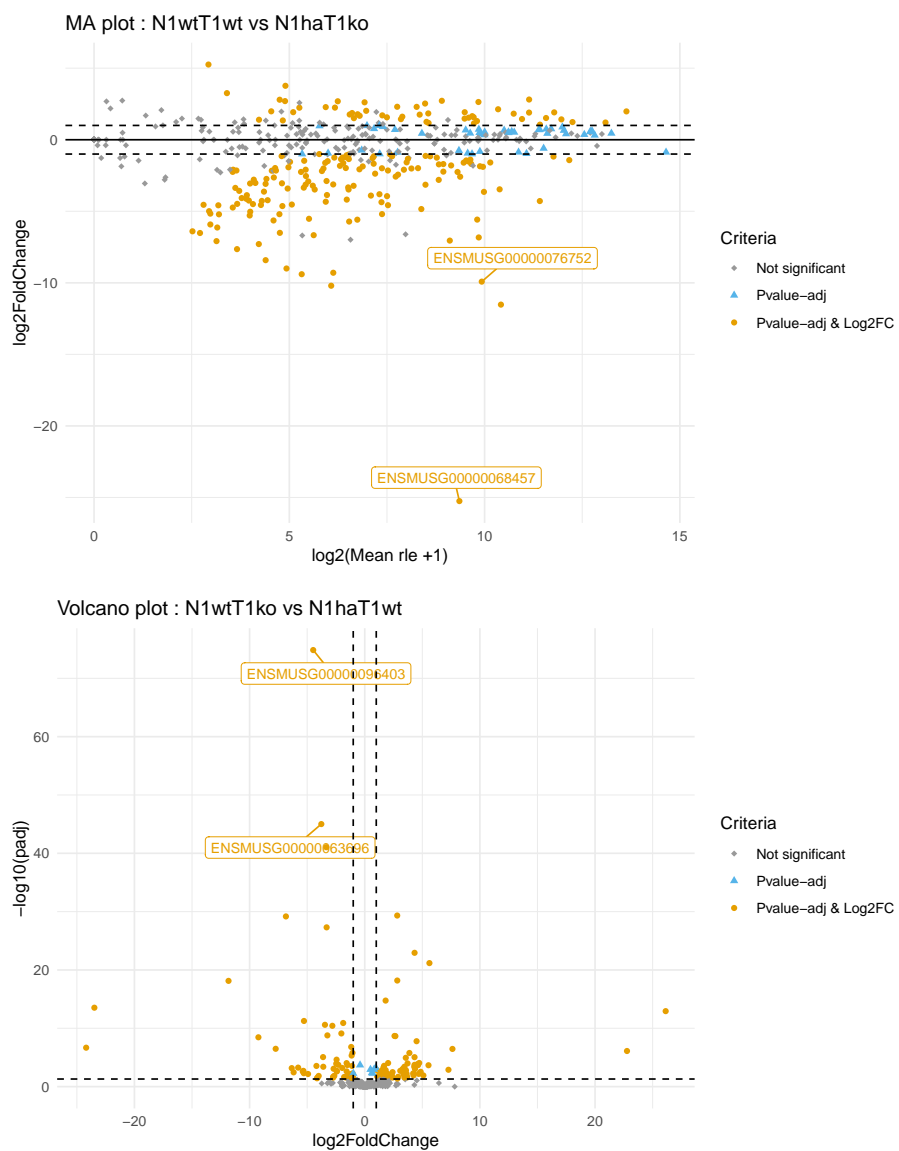 MA plot : N1wtT1wt vs N1haT1ko
0
−10
−20
log2FoldChange
ENSMUSG00000076752
ENSMUSG00000068457
0
5
10
15
log2(Mean rle +1)
Criteria
Not significant
Pvalue−adj
Pvalue−adj & Log2FC
Volcano plot : N1wtT1ko vs N1haT1wt
60
40
20
0
−log10(padj)
ENSMUSG00000096403
ENSMUSG00000063696
−20
−10
0
10
20
log2FoldChange
Criteria
Not significant
Pvalue−adj
Pvalue−adj & Log2FC